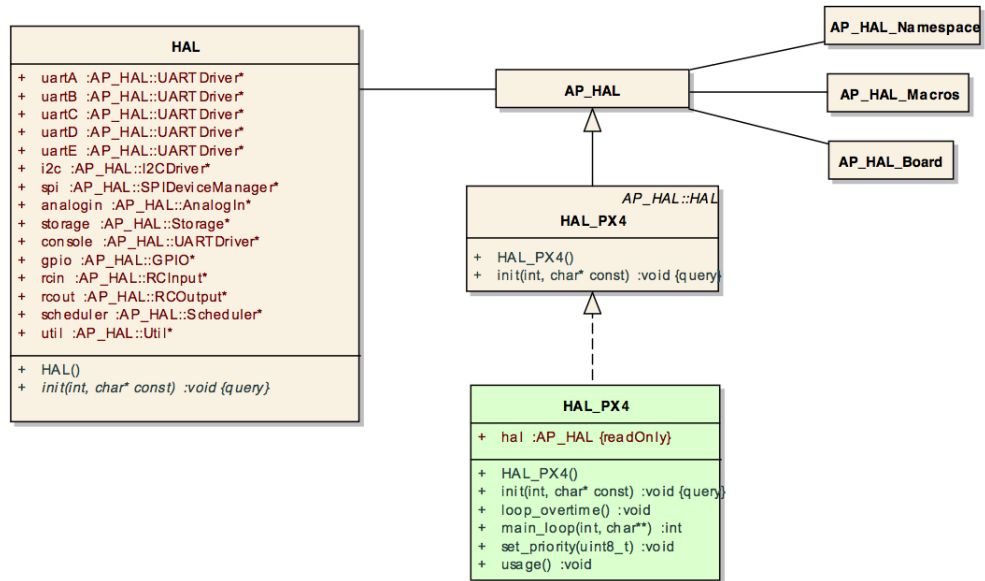 HAL
+ uartA :AP_HAL::UARTDriver*
+ uartB :AP_HAL::UARTDriver*
+ uartC :AP_HAL::UARTDriver*
+ uartD :AP_HAL::UARTDriver*
+ uartE :AP_HAL::UARTDriver*
+ i2c :AP_HAL::I2CDriver*
+ spi :AP_HAL::SPIDeviceManager*
+ analogin :AP_HAL::AnalogIn*
+ storage :AP_HAL::Storage*
+ console :AP_HAL::UARTDriver*
+ gpio :AP_HAL::GPIO*
+ rcin :AP_HAL::RCInput*
+ rcout :AP_HAL::RCOutput*
+ scheduler :AP_HAL::Scheduler*
+ util :AP_HAL::Util*
+ HAL()
+ init(int, char* const) :void {query}
AP_HAL
AP_HAL_Namespace
AP_HAL_Macros
AP_HAL_Board
AP_HAL::HAL
HAL_PX4
+ HAL_PX4()
+ init(int, char* const) :void {query}
HAL_PX4
+ hal :AP_HAL {readOnly}
+ HAL_PX4()
+ init(int, char* const) :void {query}
+ loop_overtime() :void
+ main_loop(int, char**) :int
+ set_priority(uint8_t) :void
+ usage() :void